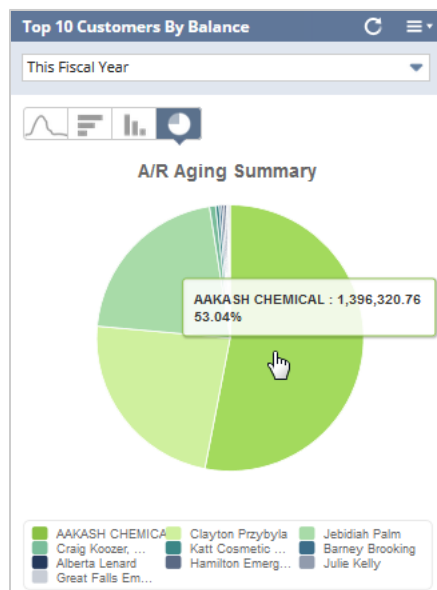 Top 10 Customers By Balance
This Fiscal Year
A/R Aging Summary
AAKASH CHEMICAL : 1,396,320.76
53.04%
AAKASH CHEMICA Clayton Przybyla Jebidiah Palm
Craig Koozer, ... Katt Cosmetic ... Barney Brooking
Alberta Lenard Hamilton Emerg... Julie Kelly
Great Falls Em...